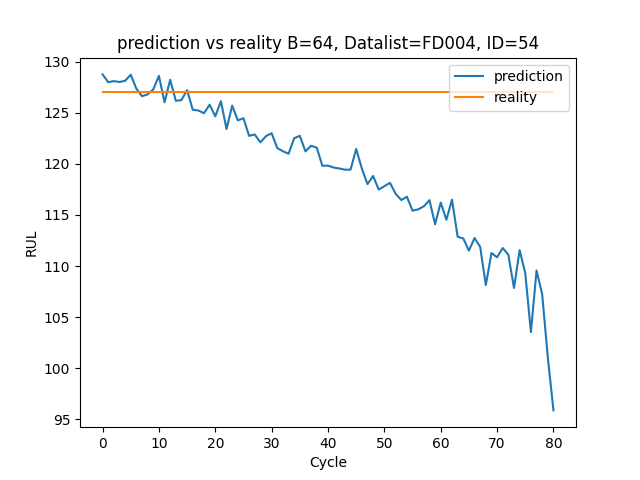 prediction vs reality B=64, Datalist=FD004, ID=54
130
125
120
115
110
105
100
95
RUL
prediction
reality
0 10 20 30 40 50 60 70 80
Cycle